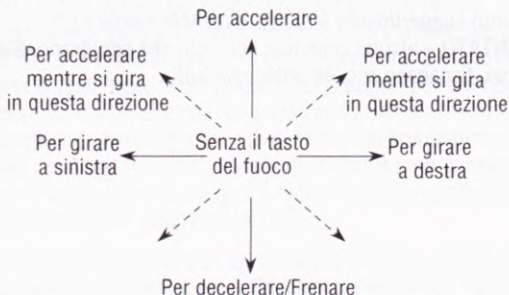 Per accelerare
Per accelerare
mentre si gira
in questa direzione
Per accelerare
mentre si gira
in questa direzione
Per girare
a sinistra
Senza il tasto
del fuoco
Per girare
a destra
Per decelerare/Frenare